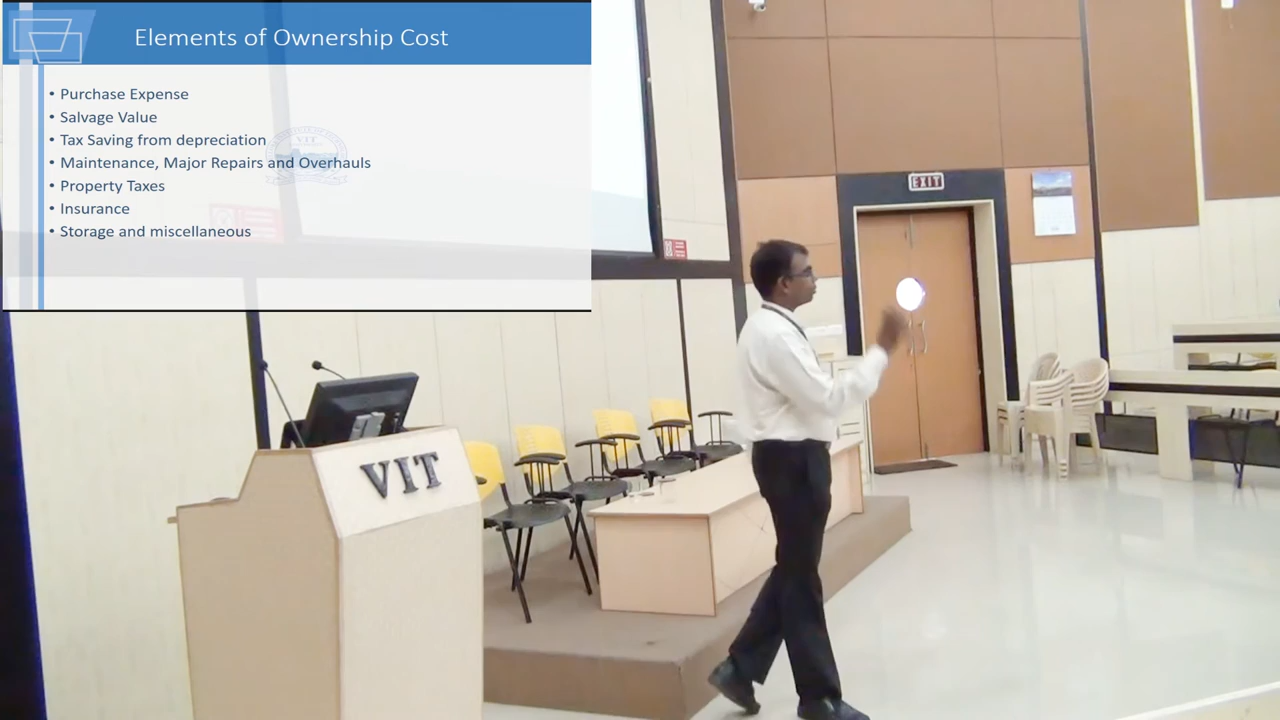 Elements of Ownership Cost
• Purchase Expense
• Salvage Value
• Tax Saving from depreciation
• Maintenance, Major Repairs and Overhauls
• Property Taxes
• Insurance
• Storage and miscellaneous
VIT
EXIT
VIT